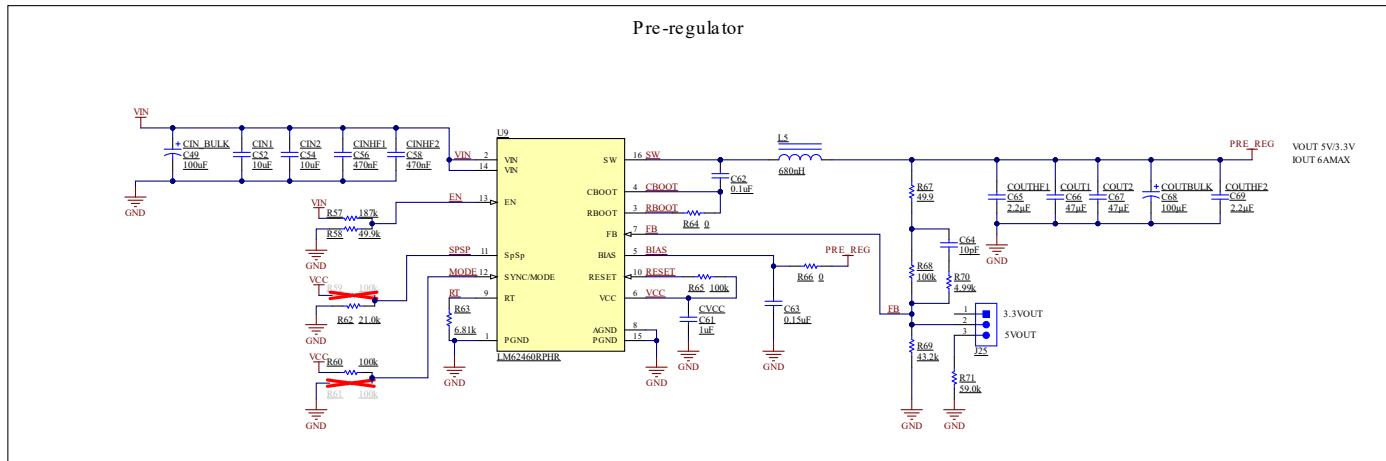 Pre-regulator
VIN
CIN_BULK
C49
100uF
CIN1
C52
10uF
CIN2
C54
10uF
CINHF1
C56
470nF
CINHF2
C58
470nF
GND
VIN
R57 187k
R58 49.9k
GND
VCC
R59 100k
R62 21.0k
GND
VCC
R60 100k
R61 100k
GND
VIN
EN
SPSP
MODE
RT
R63
6.81k
GND
U9
2 VIN
14 VIN
13 EN
11 SpSp
12 SYNC/MODE
9 RT
1 PGND
SW 16
CBOOT 4
RBOOT 3
FB 7
BIAS 5
RESET 10
VCC 6
AGND 8
PGND 15
LM62460RPHR
GND
SW
CBOOT
RBOOT
FB
BIAS
RESET
VCC
C62
0.1uF
R64 0
R65 100k
CVCC
C61
1uF
GND
PRE_REG
R66 0
C63
0.15uF
GND
L5
680nH
R67
49.9
C64
10pF
R68
100k
R70
4.99k
FB
R69
43.2k
GND
1 3.3VOUT
2
3 5VOUT
J25
R71
59.0k
GND
COUTHF1
C65
2.2µF
COUT1
C66
47µF
COUT2
C67
47µF
COUTBULK
C68
100µF
COUTHF2
C69
2.2µF
GND
PRE_REG
VOUT 5V/3.3V
IOUT 6AMAX